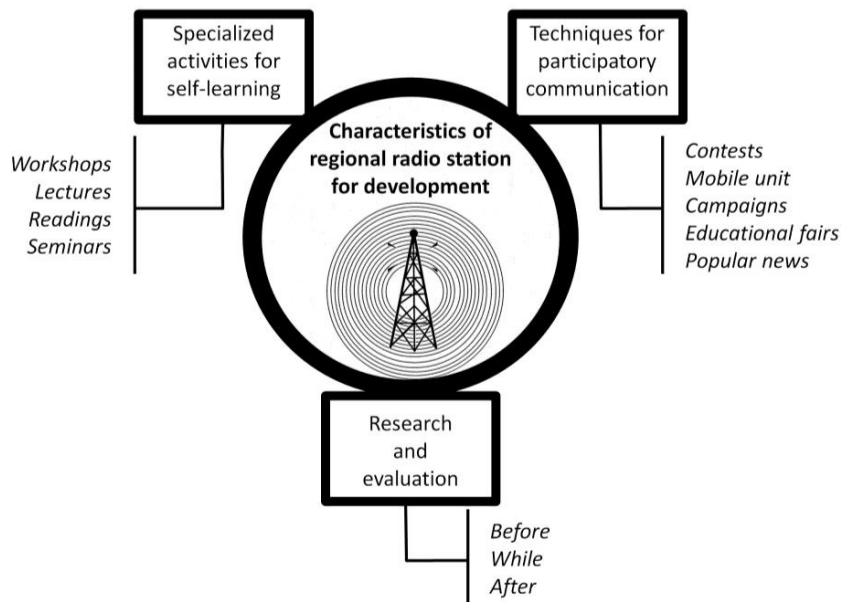 Specialized
activities for
self-learning
Techniques for
participatory
communication
Characteristics of
regional radio station
for development
Workshops
Lectures
Readings
Seminars
Contests
Mobile unit
Campaigns
Educational fairs
Popular news
Research
and
evaluation
Before
While
After